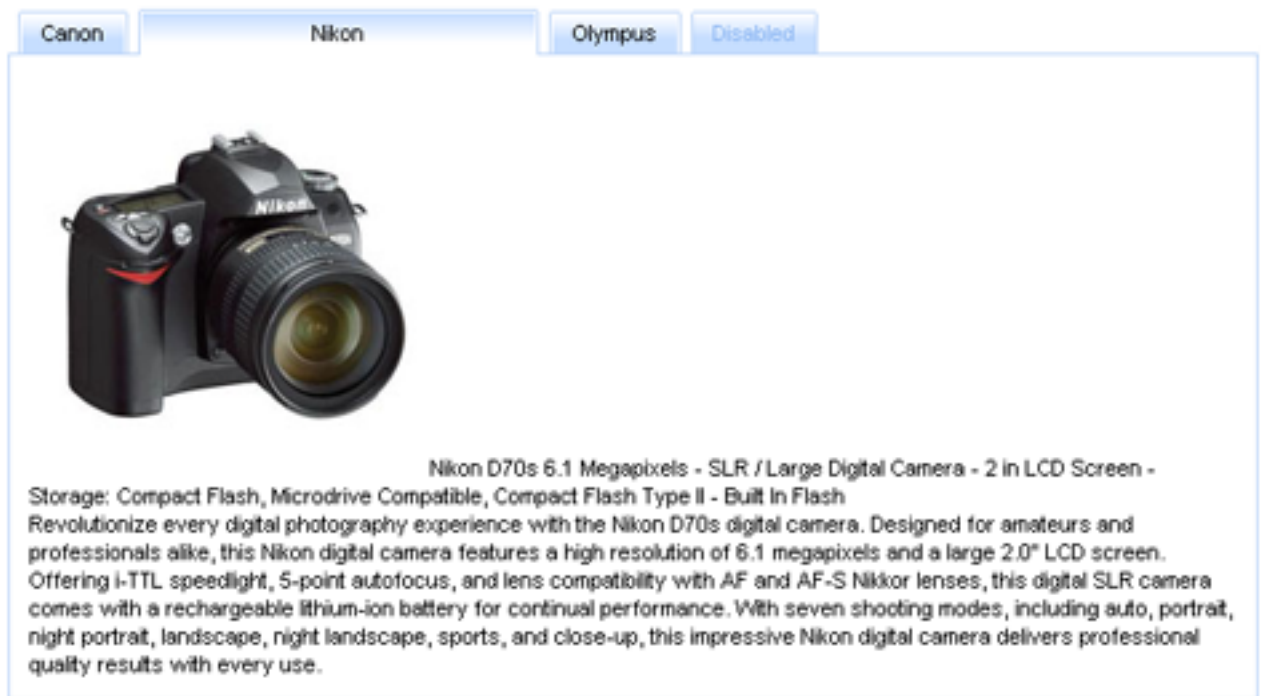 Canon
Nikon
Olympus
Disabled
Nikon
Nikon D70s 6.1 Megapixels - SLR / Large Digital Camera - 2 in LCD Screen -
Storage: Compact Flash, Microdrive Compatible, Compact Flash Type II - Built In Flash
Revolutionize every digital photography experience with the Nikon D70s digital camera. Designed for amateurs and
professionals alike, this Nikon digital camera features a high resolution of 6.1 megapixels and a large 2.0" LCD screen.
Offering i-TTL speedlight, 5-point autofocus, and lens compatibility with AF and AF-S Nikkor lenses, this digital SLR camera
comes with a rechargeable lithium-ion battery for continual performance. With seven shooting modes, including auto, portrait,
night portrait, landscape, night landscape, sports, and close-up, this impressive Nikon digital camera delivers professional
quality results with every use.